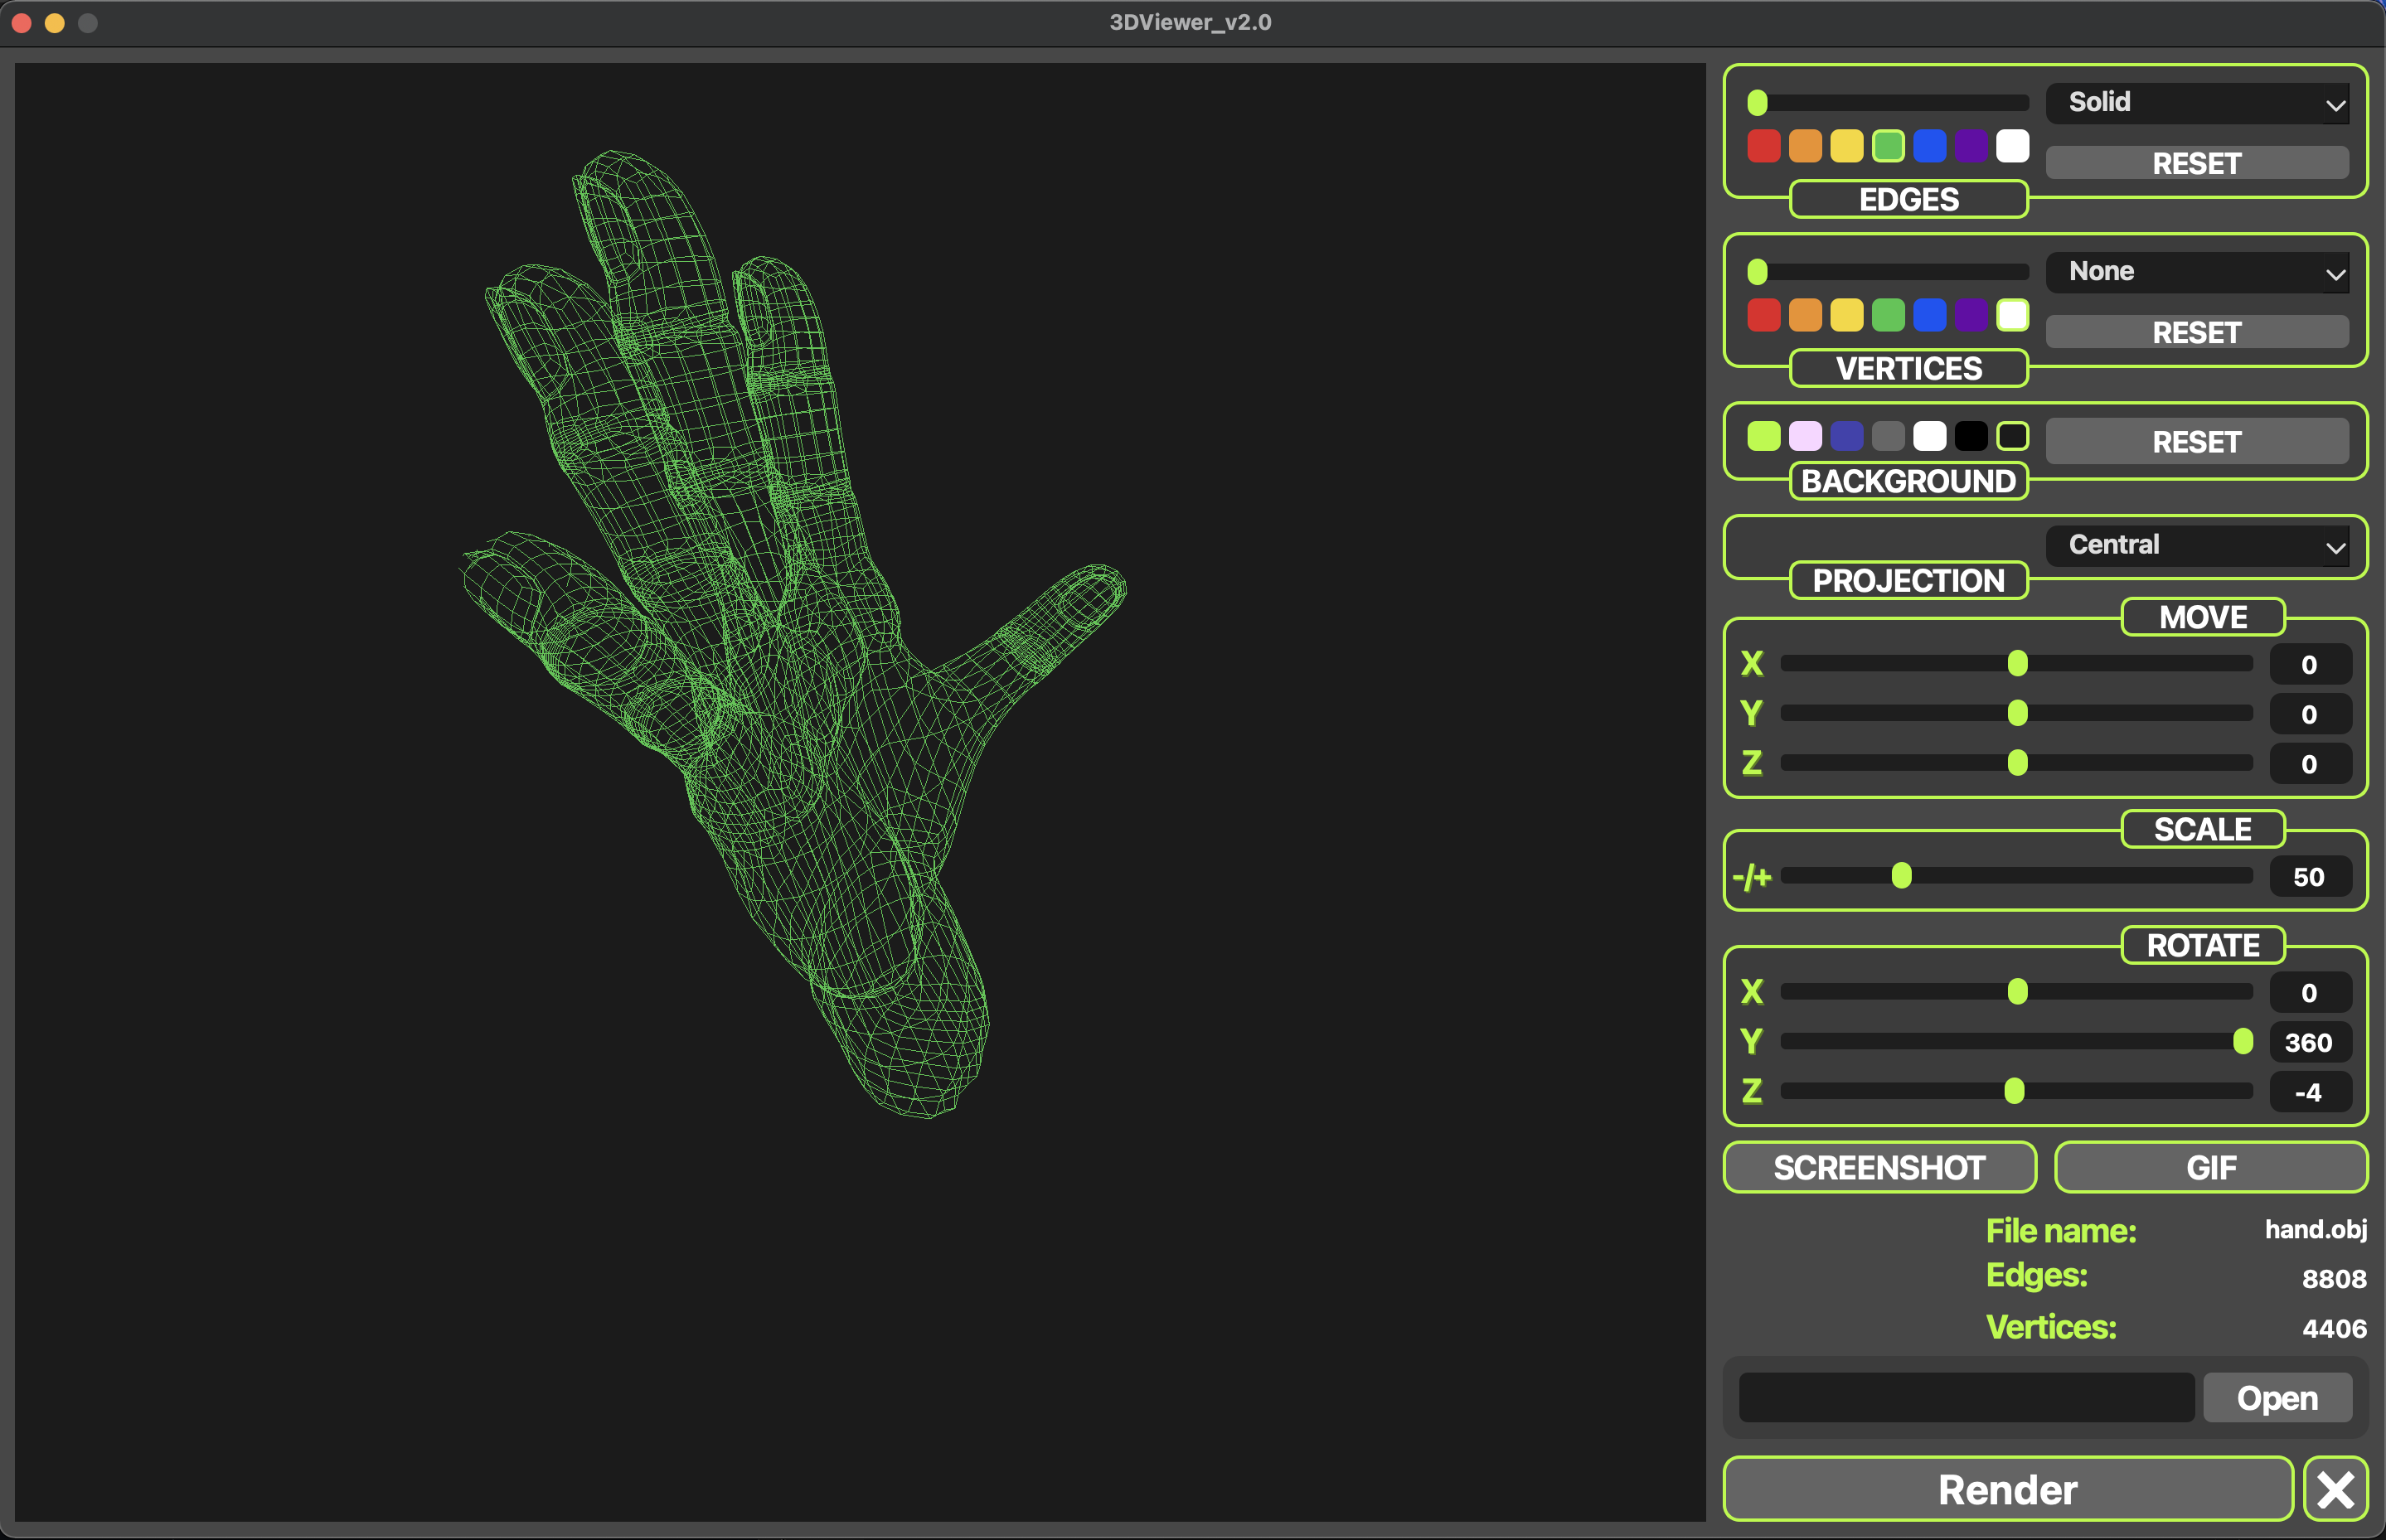 3DViewer_v2.0
Solid
RESET
EDGES
None
RESET
VERTICES
RESET
BACKGROUND
Central
PROJECTION
MOVE
X 0
Y 0
Z 0
SCALE
-/+ 50
ROTATE
X 0
Y 360
Z -4
SCREENSHOT GIF
File name: hand.obj
Edges: 8808
Vertices: 4406
Open
Render